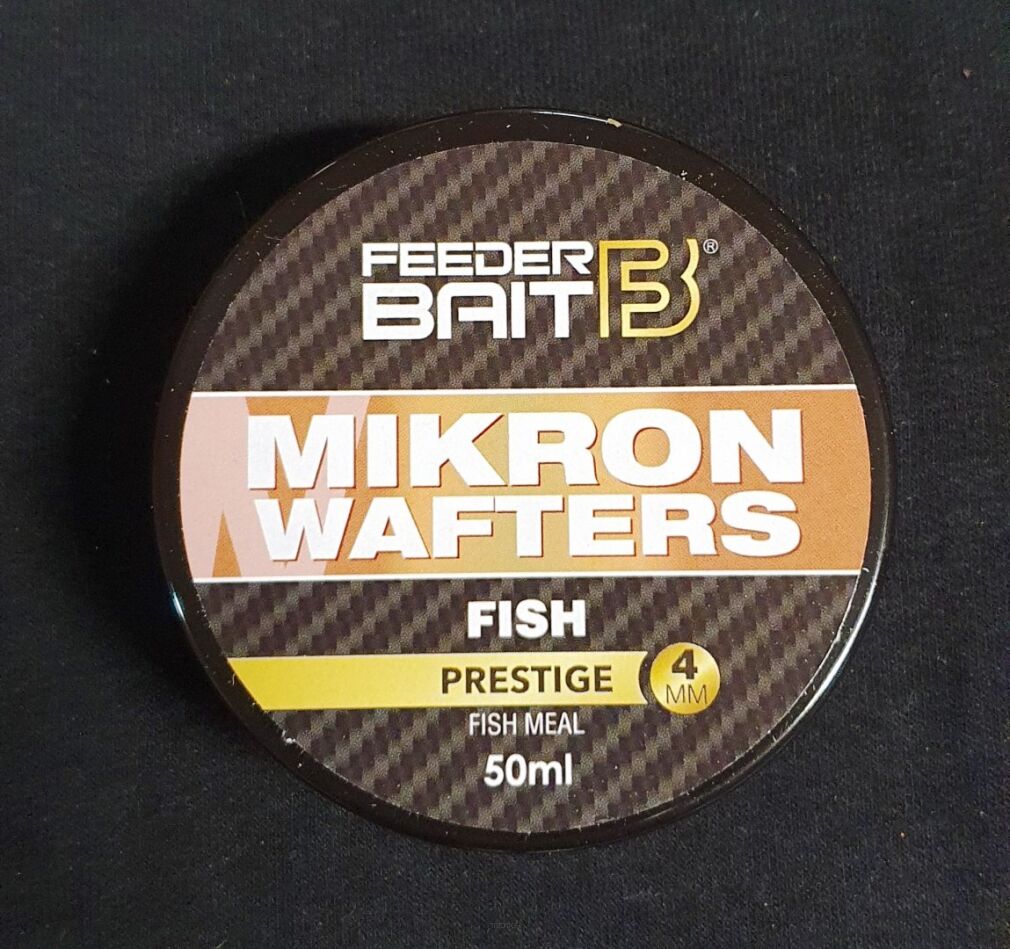 FEEDER
BAIT
®
MIKRON
WAFTERS
FISH
PRESTIGE
4
MM
FISH MEAL
50ml